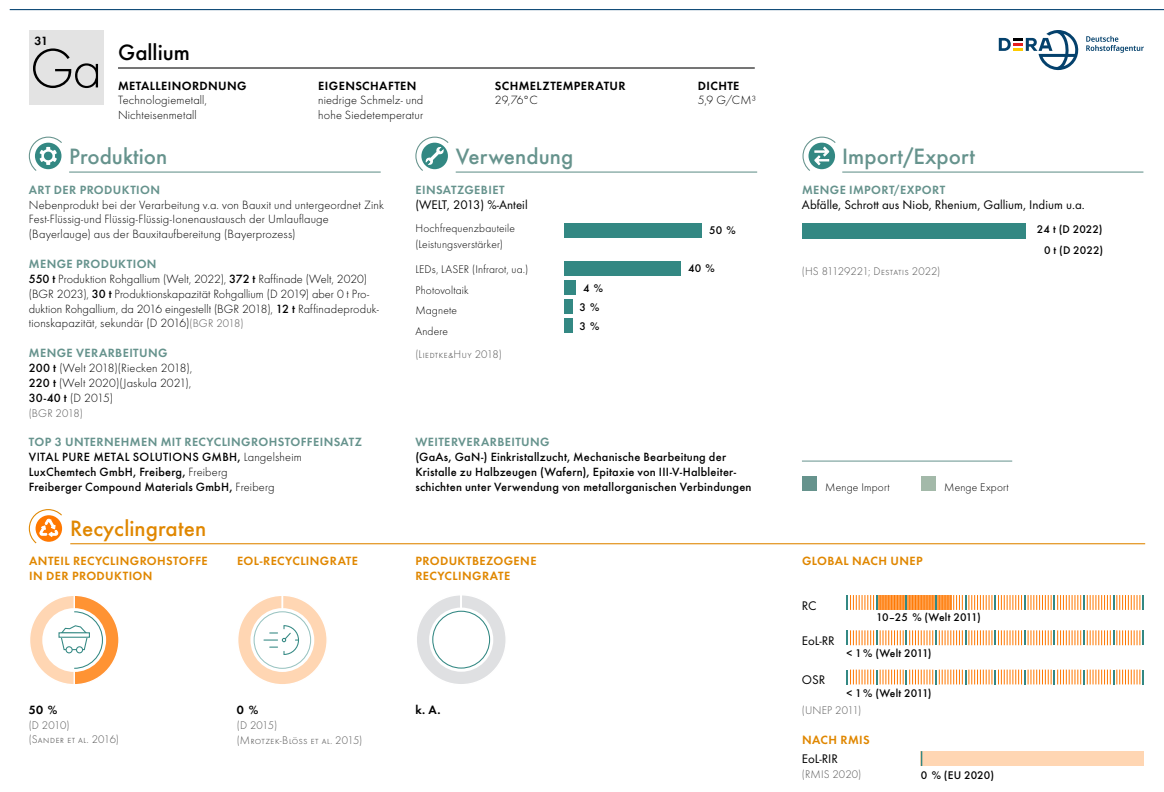 31
Ga
Gallium
DERA
Deutsche
Rohstoffagentur
METALLEINORDNUNG
Technologiemetall,
Nichteisenmetall
EIGENSCHAFTEN
niedrige Schmelz- und
hohe Siedetemperatur
SCHMELZTEMPERATUR
29,76°C
DICHTE
5,9 G/CM³
Produktion
ART DER PRODUKTION
Nebenprodukt bei der Verarbeitung v.a. von Bauxit und untergeordnet Zink
Fest-Flüssig-und Flüssig-Flüssig-Ionenaustausch der Umlauflauge
(Bayerlauge) aus der Bauxitaufbereitung (Bayerprozess)
MENGE PRODUKTION
550 t Produktion Rohgallium (Welt, 2022), 372 t Raffinade (Welt, 2020)
(BGR 2023), 30 t Produktionskapazität Rohgallium (D 2019) aber 0 t Pro-
duktion Rohgallium, da 2016 eingestellt (BGR 2018), 12 t Raffinadeproduk-
tionskapazität, sekundär (D 2016)(BGR 2018)
MENGE VERARBEITUNG
200 t (Welt 2018)(Riecken 2018),
220 t (Welt 2020)(Jaskula 2021),
30-40 t (D 2015)
(BGR 2018)
TOP 3 UNTERNEHMEN MIT RECYCLINGROHSTOFFEINSATZ
VITAL PURE METAL SOLUTIONS GMBH, Langelsheim
LuxChemtech GmbH, Freiberg, Freiberg
Freiberger Compound Materials GmbH, Freiberg
Verwendung
EINSATZGEBIET
(WELT, 2013) %-Anteil
Hochfrequenzbauteile
(Leistungsverstärker)
50 %
LEDs, LASER (Infrarot, ua.)
40 %
Photovoltaik
4 %
Magnete
3 %
Andere
3 %
(Liedtke&Huy 2018)
WEITERVERARBEITUNG
(GaAs, GaN-) Einkristallzucht, Mechanische Bearbeitung der
Kristalle zu Halbzeugen (Wafern), Epitaxie von III-V-Halbleiter-
schichten unter Verwendung von metallorganischen Verbindungen
Import/Export
MENGE IMPORT/EXPORT
Abfälle, Schrott aus Niob, Rhenium, Gallium, Indium u.a.
24 t (D 2022)
0 t (D 2022)
(HS 81129221; Destatis 2022)
Menge Import
Menge Export
Recyclingraten
ANTEIL RECYCLINGROHSTOFFE
IN DER PRODUKTION
50 %
(D 2010)
(Sander et al. 2016)
EOL-RECYCLINGRATE
0 %
(D 2015)
(Mrotzek-Blöss et al. 2015)
PRODUKTBEZOGENE
RECYCLINGRATE
k. A.
GLOBAL NACH UNEP
RC
10–25 % (Welt 2011)
EoL-RR
< 1 % (Welt 2011)
OSR
< 1 % (Welt 2011)
(UNEP 2011)
NACH RMIS
EoL-RIR
(RMIS 2020)
0 % (EU 2020)